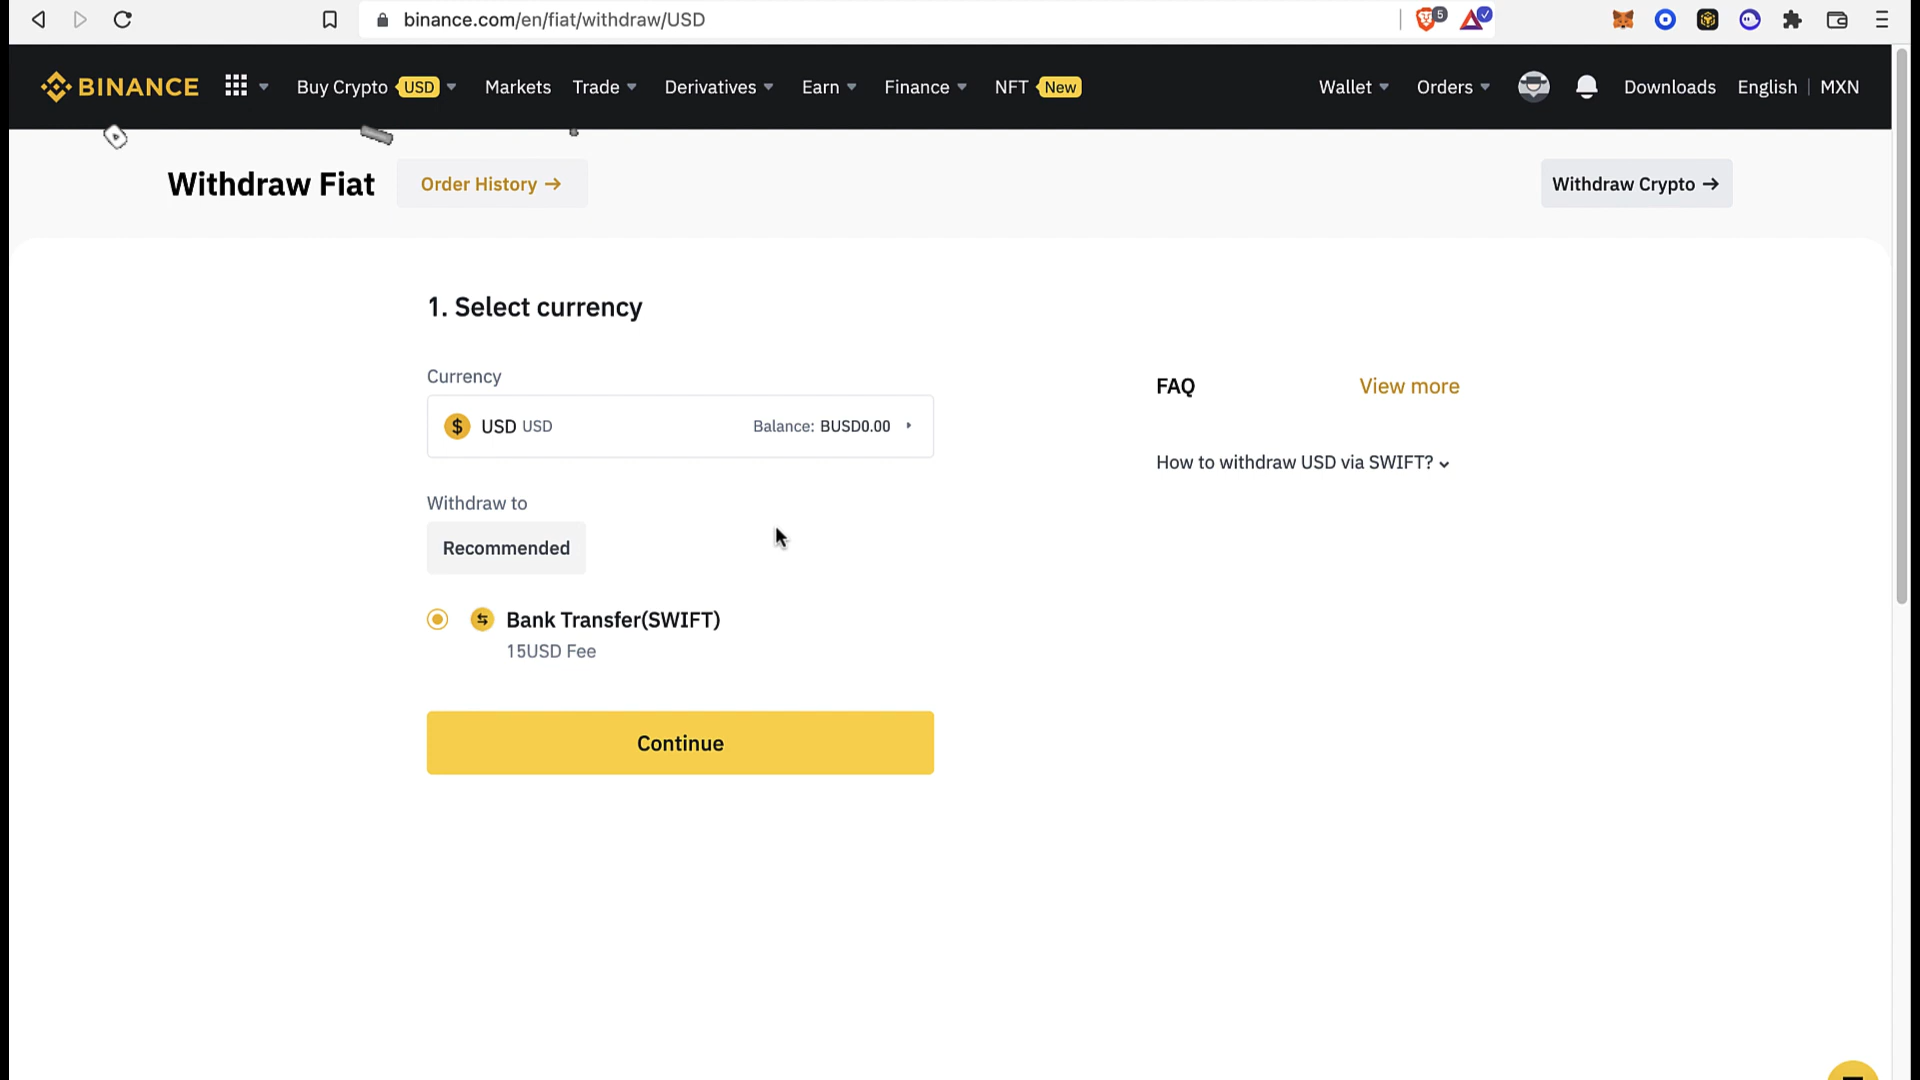 binance.com/en/fiat/withdraw/USD
5
BINANCE
Buy Crypto USD
Markets
Trade
Derivatives
Earn
Finance
NFT New
Wallet
Orders
Downloads
English | MXN
Withdraw Fiat
Order History →
Withdraw Crypto →
1. Select currency
Currency
$ USD USD
Balance: BUSD0.00
Withdraw to
Recommended
Bank Transfer(SWIFT)
15USD Fee
Continue
FAQ
View more
How to withdraw USD via SWIFT?